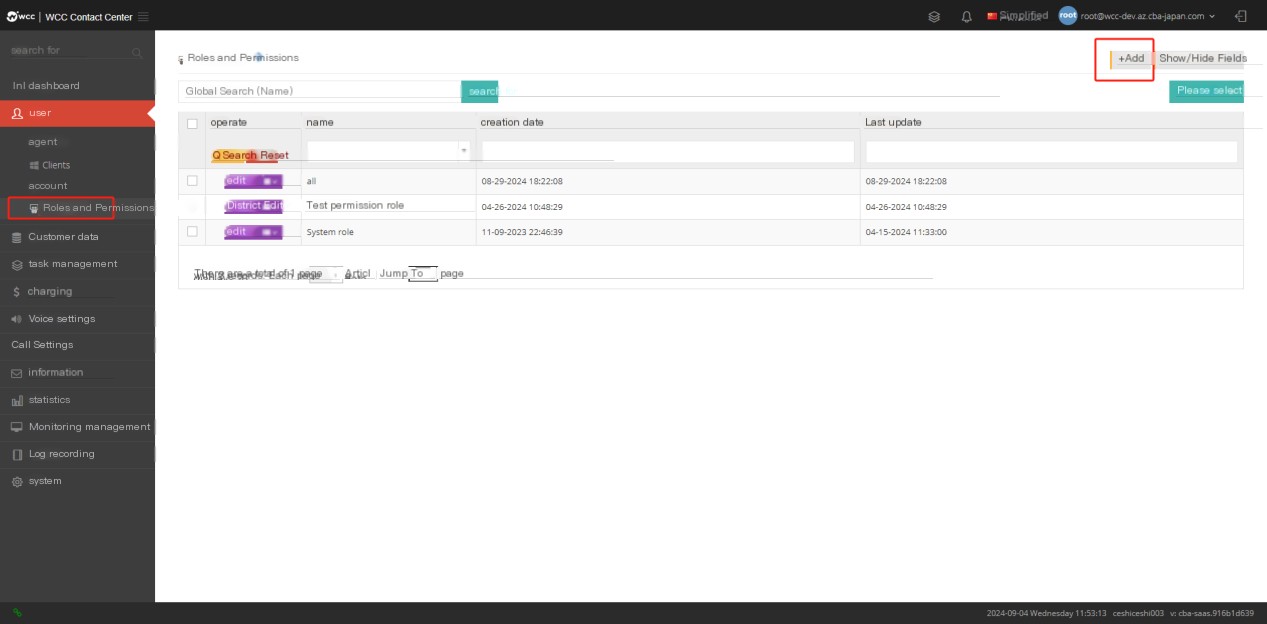 wcc | WCC Contact Center
Simplified
root root@wcc-dev.az.cba-japan.com
search for
InI dashboard
user
agent
Clients
account
Roles and Permissions
Customer data
task management
$ charging
Voice settings
Call Settings
information
statistics
Monitoring management
Log recording
system
Roles and Permissions
+Add Show/Hide Fields
Global Search (Name) search Please select
operate name creation date Last update
Q Search Reset
edit all 08-29-2024 18:22:08 08-29-2024 18:22:08
District Edit Test permission role 04-26-2024 10:48:29 04-26-2024 10:48:29
edit System role 11-09-2023 22:46:39 04-15-2024 11:33:00
There are a total of 1 page Articl Jump To page
Each page
2024-09-04 Wednesday 11:53:13 ceshiceshi003 v: cba-saas.916b1d639